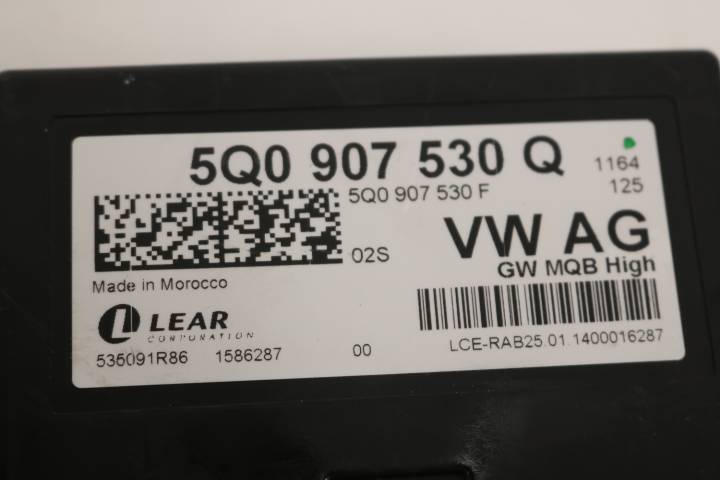 5Q0 907 530 Q
1164
5Q0 907 530 F
125
VW AG
02S
GW MQB High
Made in Morocco
LEAR
CORPORATION
535091R86 1586287 00
LCE-RAB25.01.1400016287